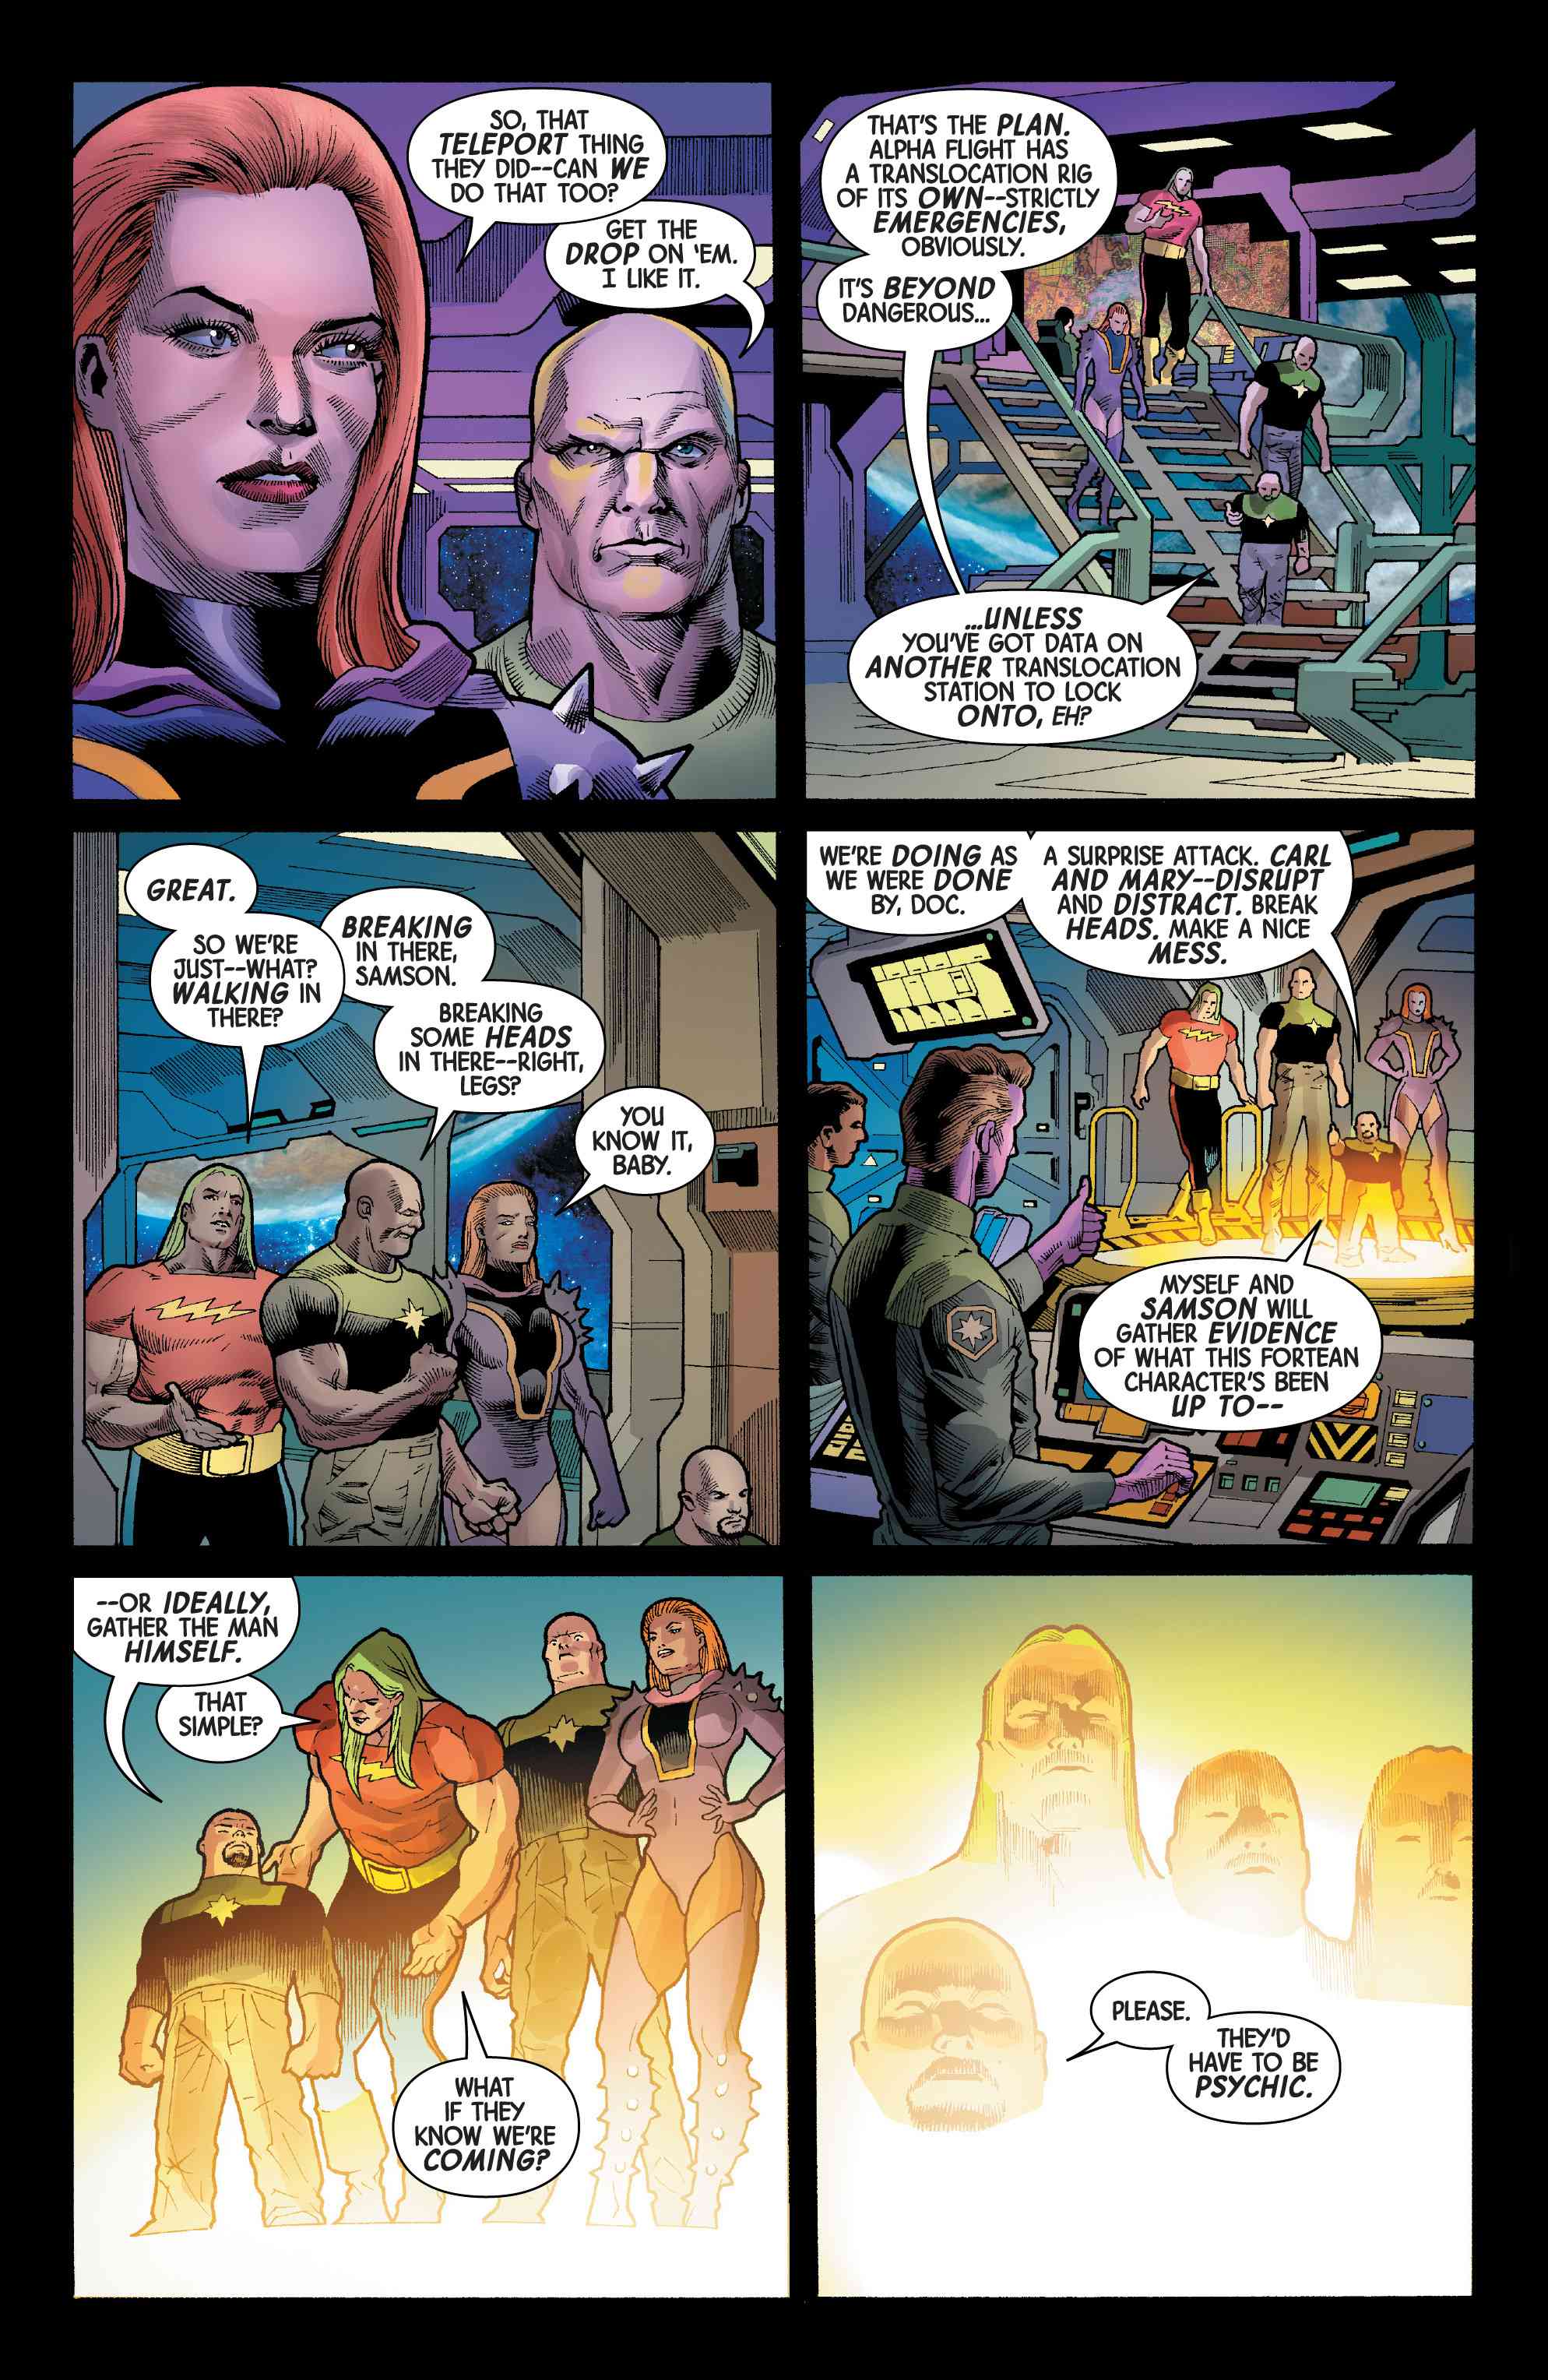 SO, THAT
TELEPORT THING
THEY DID--CAN WE
DO THAT TOO?
GET THE
DROP ON 'EM.
I LIKE IT.
THAT'S THE PLAN.
ALPHA FLIGHT HAS
A TRANSLOCATION RIG
OF ITS OWN--STRICTLY
EMERGENCIES,
OBVIOUSLY.
IT'S BEYOND
DANGEROUS...
...UNLESS
YOU'VE GOT DATA ON
ANOTHER TRANSLOCATION
STATION TO LOCK
ONTO, EH?
GREAT.
SO WE'RE
JUST--WHAT?
WALKING IN
THERE?
BREAKING
IN THERE,
SAMSON.
BREAKING
SOME HEADS
IN THERE--RIGHT,
LEGS?
YOU
KNOW IT,
BABY.
WE'RE DOING AS
WE WERE DONE
BY, DOC.
A SURPRISE ATTACK. CARL
AND MARY--DISRUPT
AND DISTRACT. BREAK
HEADS. MAKE A NICE
MESS.
MYSELF AND
SAMSON WILL
GATHER EVIDENCE
OF WHAT THIS FORTEAN
CHARACTER'S BEEN
UP TO--
--OR IDEALLY,
GATHER THE MAN
HIMSELF.
THAT
SIMPLE?
WHAT
IF THEY
KNOW WE'RE
COMING?
PLEASE.
THEY'D
HAVE TO BE
PSYCHIC.